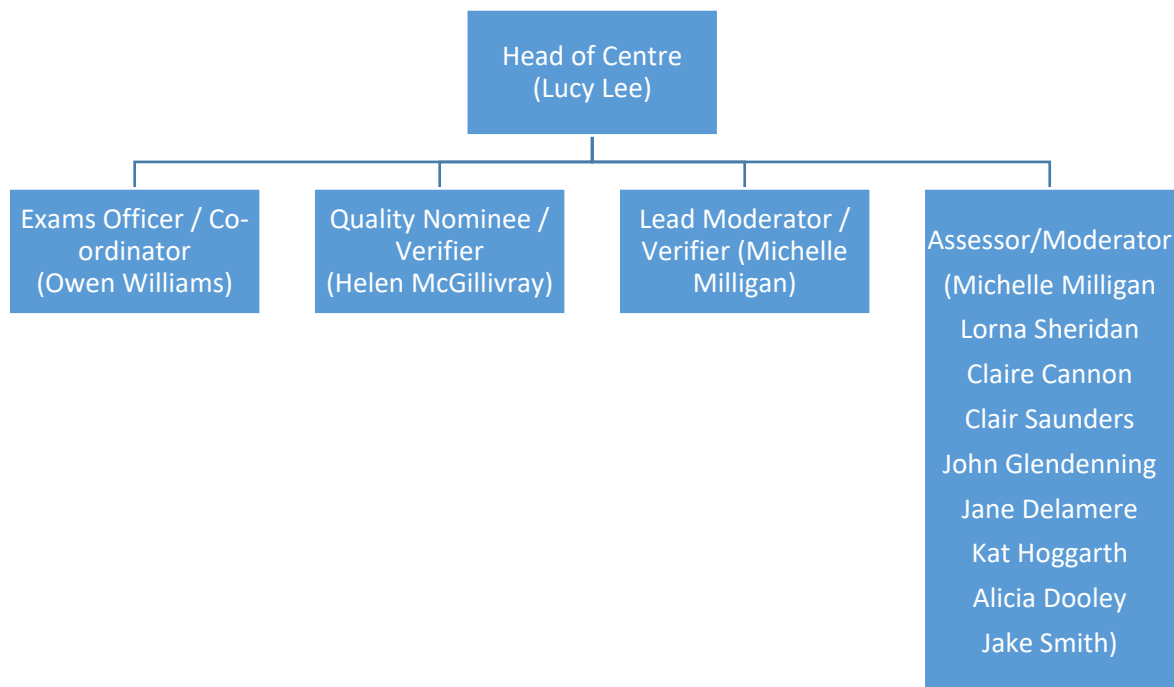 Head of Centre
(Lucy Lee)
Exams Officer / Co-
ordinator
(Owen Williams)
Quality Nominee /
Verifier
(Helen McGillivray)
Lead Moderator /
Verifier (Michelle
Milligan)
Assessor/Moderator
(Michelle Milligan
Lorna Sheridan
Claire Cannon
Clair Saunders
John Glendenning
Jane Delamere
Kat Hoggarth
Alicia Dooley
Jake Smith)